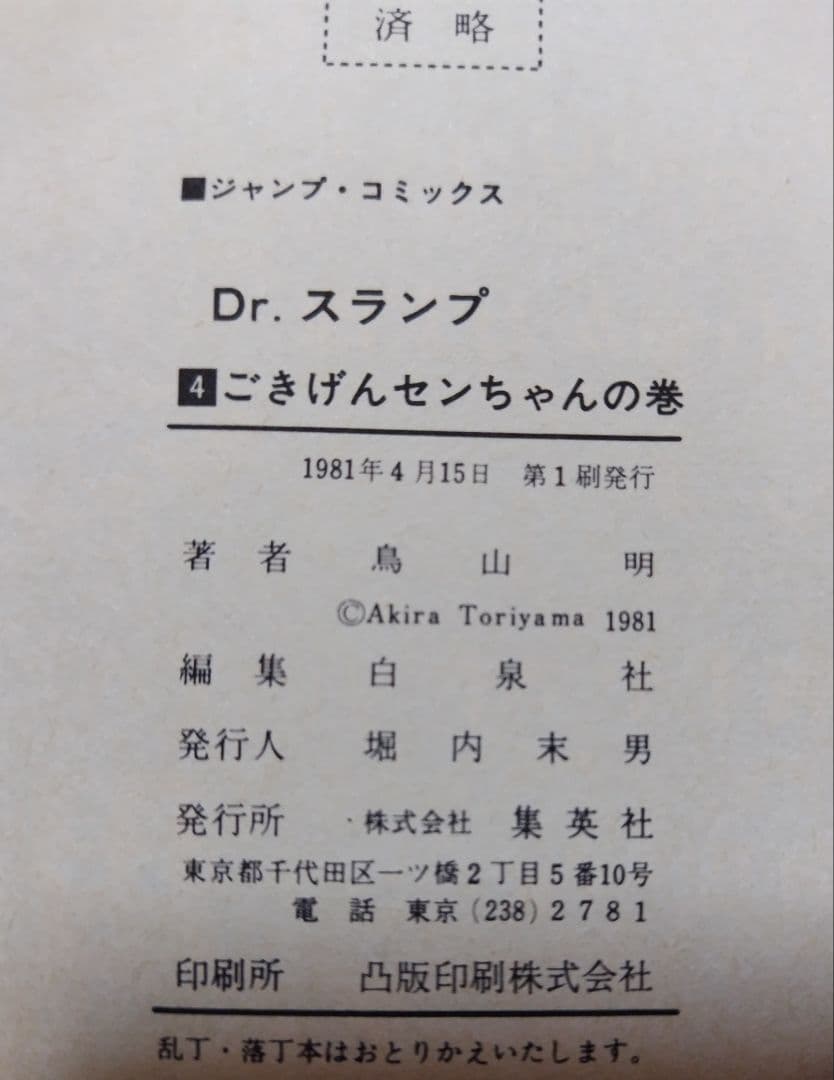 済 略
■ジャンプ・コミックス
Dr. スランプ
4 ごきげんセンちゃんの巻
1981年4月15日 第1刷発行
著者 鳥山明
©Akira Toriyama 1981
編集 白泉社
発行人 堀内末男
発行所 株式会社 集英社
東京都千代田区一ツ橋2丁目5番10号
電話 東京(238)2781
印刷所 凸版印刷株式会社
乱丁・落丁本はおとりかえいたします。